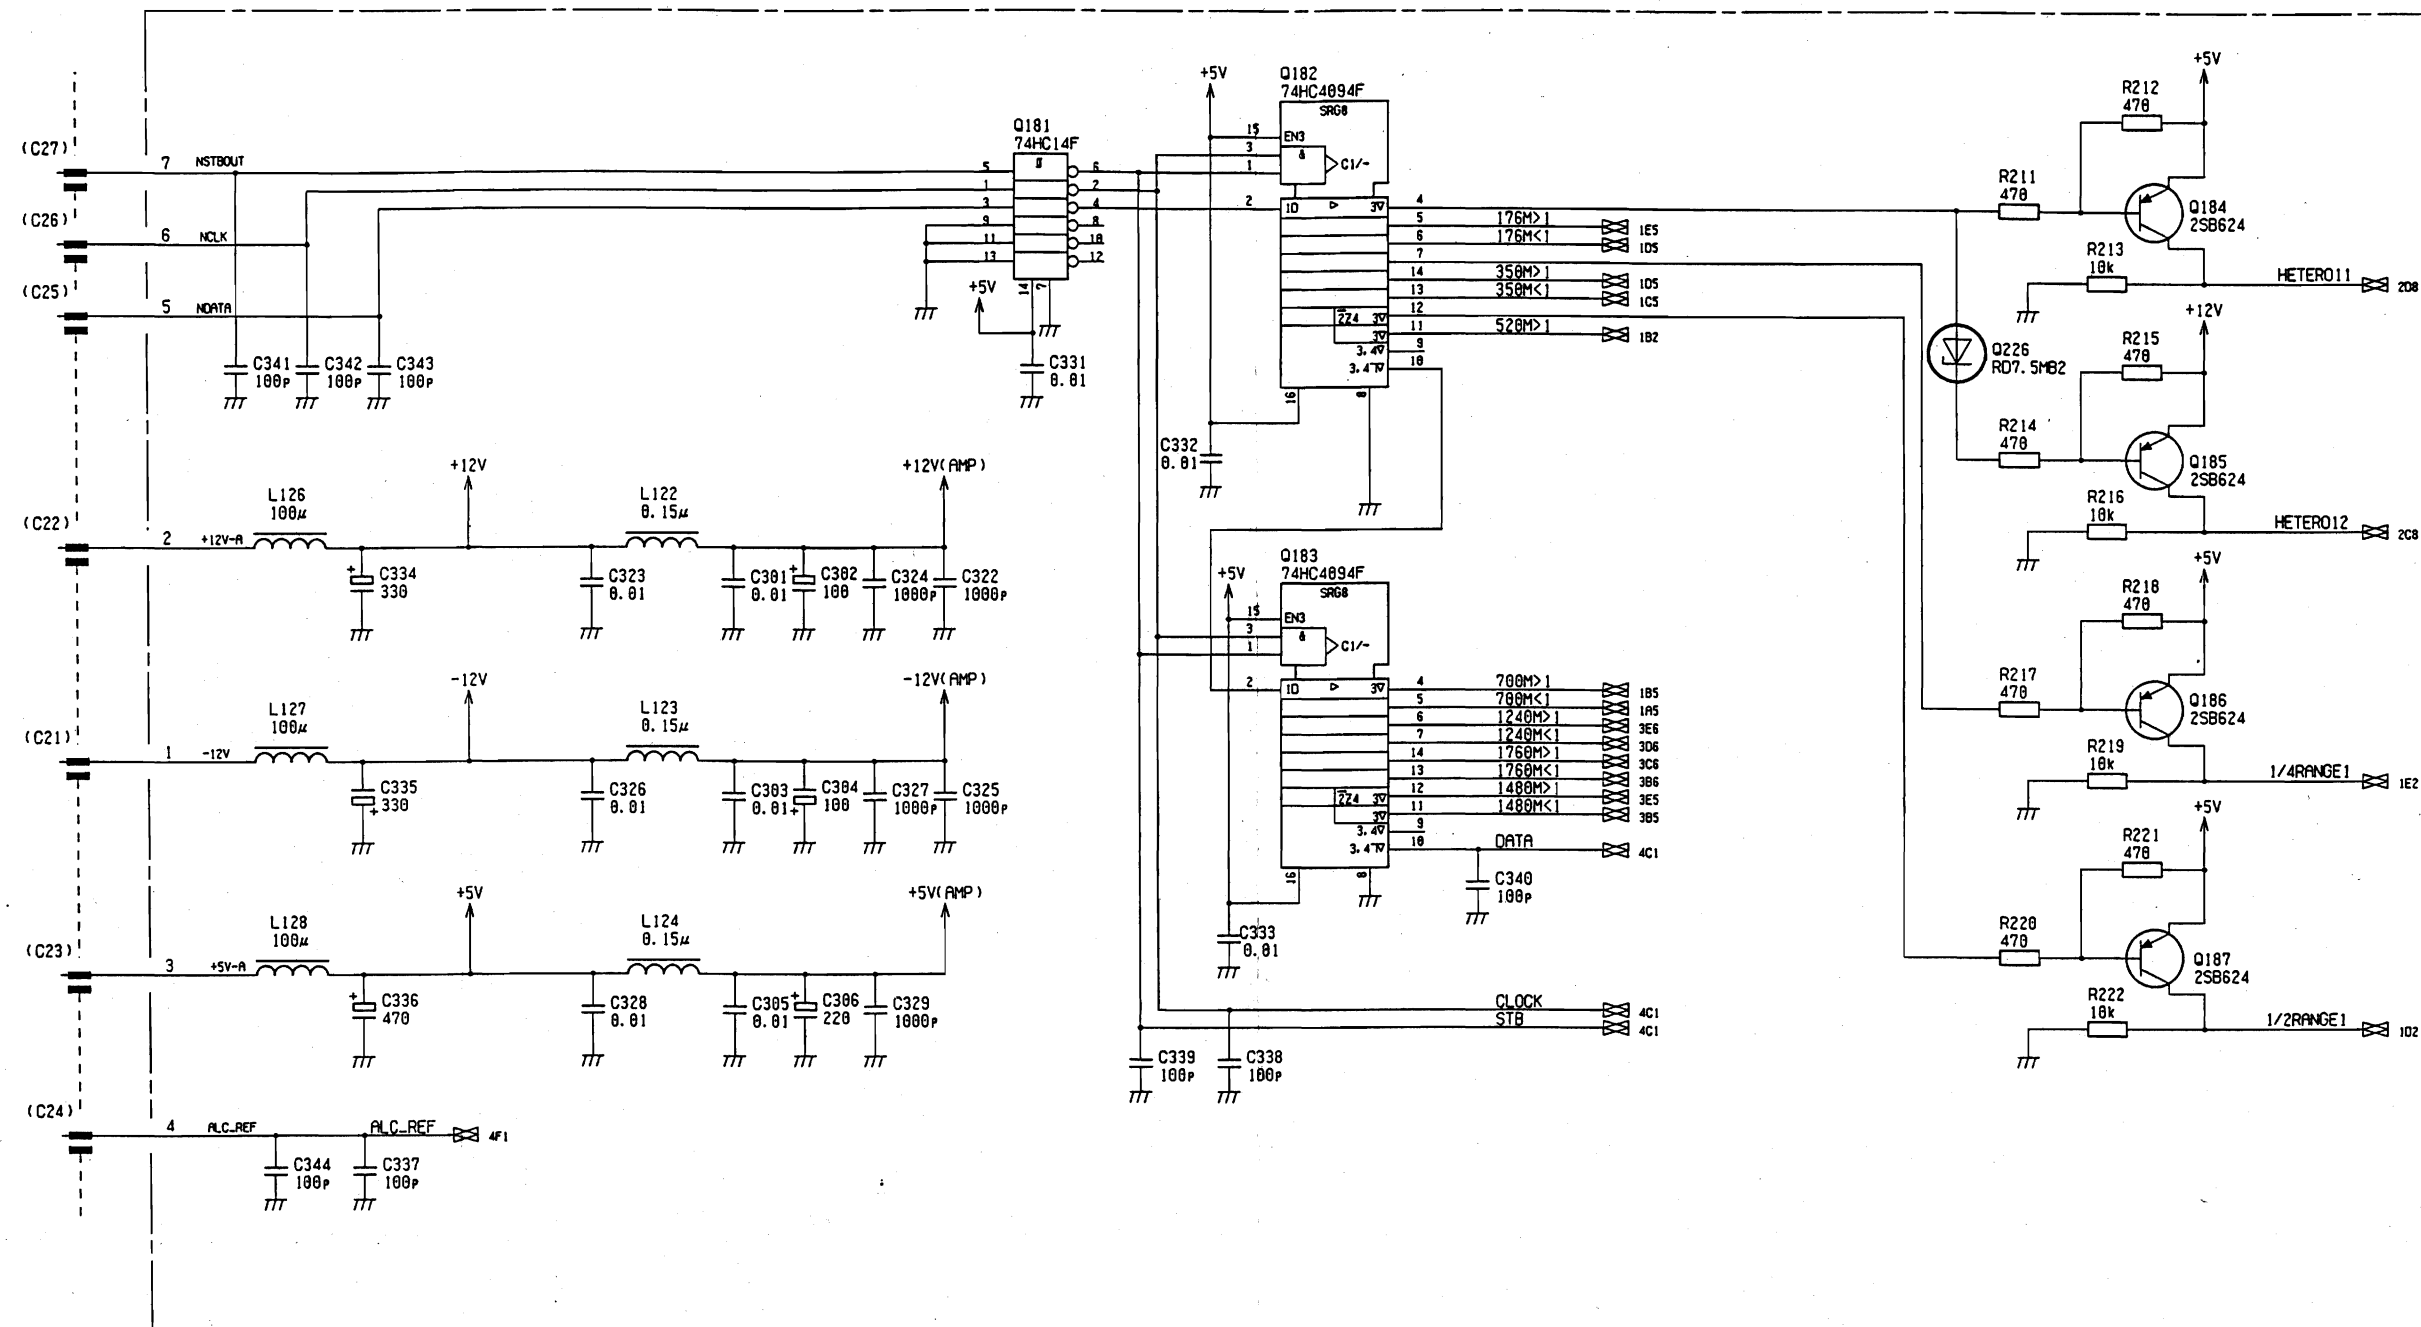 (C27)
7 NSTBOUT
(C26)
6 NCLK
(C25)
5 NDATA
C341
100p
C342
100p
C343
100p
Q181
74HC14F
5 6
1 2
3 4
9 8
11 10
13 12
14 7
+5V
C331
0.01
+5V
Q182
74HC4094F
SRG8
15 EN3
3 &
1 C1/-
2 1D 3▽ 4
5 176M>1 1E5
6 176M<1 1D5
7
14 350M>1 1D5
13 350M<1 1C5
12
2Z4 3▽
11 520M>1 1B2
3▽
3.4▽ 9
3.4▽ 10
16 8
C332
0.01
(C22)
2 +12V-A
L126
100µ
+12V
L122
0.15µ
+12V(AMP)
C334
330
C323
0.01
C301
0.01
C302
100
C324
1000p
C322
1000p
(C21)
1 -12V
L127
100µ
-12V
L123
0.15µ
-12V(AMP)
C335
330
C326
0.01
C303
0.01
C304
100
C327
1000p
C325
1000p
(C23)
3 +5V-A
L128
100µ
+5V
L124
0.15µ
+5V(AMP)
C336
470
C328
0.01
C305
0.01
C306
220
C329
1000p
(C24)
4 ALC_REF
ALC_REF 4F1
C344
100p
C337
100p
+5V
Q183
74HC4094F
SRG8
15 EN3
3 &
1 C1/-
2 1D 3▽
4 700M>1 1B5
5 700M<1 1A5
6 1240M>1 3E6
7 1240M<1 3D6
14 1760M>1 3C6
13 1760M<1 3B6
2Z4 3▽
12 1480M>1 3E5
3▽
11 1480M<1 3B5
3.4▽ 9
3.4▽ 10 DATA 4C1
16 8
C340
100p
C333
0.01
CLOCK 4C1
STB 4C1
C339
100p
C338
100p
+5V
R212
470
R211
470
Q184
2SB624
R213
10k
HETERO11 2D8
Q226
RD7.5MB2
+12V
R215
470
R214
470
Q185
2SB624
R216
10k
HETERO12 2C8
+5V
R218
470
R217
470
Q186
2SB624
R219
10k
1/4RANGE1 1E2
+5V
R221
470
R220
470
Q187
2SB624
R222
10k
1/2RANGE1 1D2